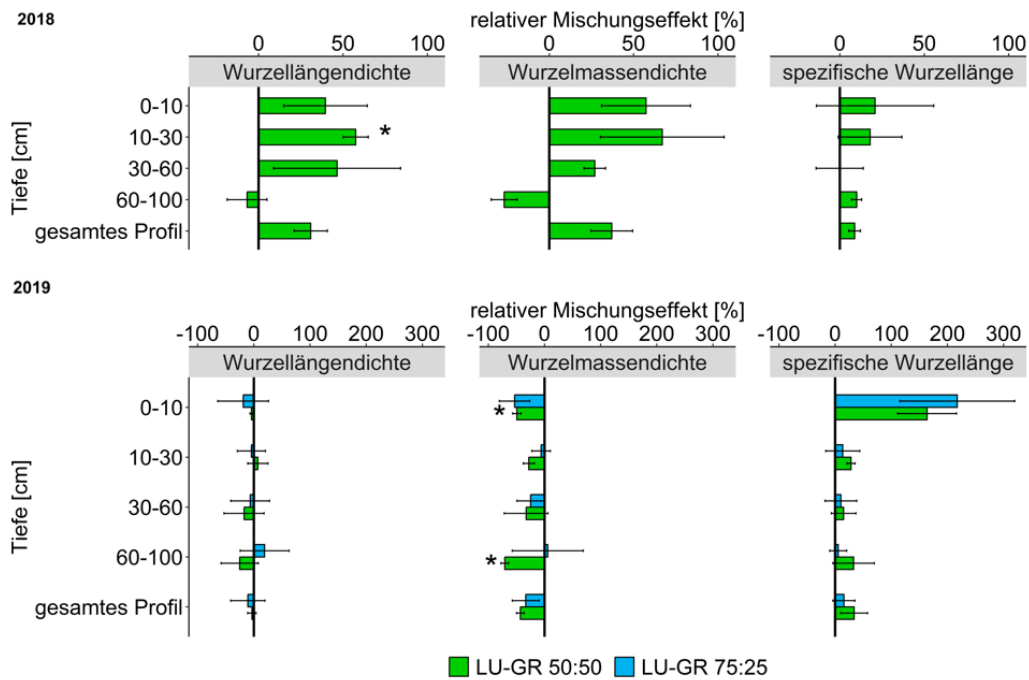 2018
relativer Mischungseffekt [%]
0 50 100 0 50 100 0 50 100
Wurzellängendichte Wurzelmassendichte spezifische Wurzellänge
Tiefe [cm]
0-10
10-30 *
30-60
60-100
gesamtes Profil
2019
relativer Mischungseffekt [%]
-100 0 100 200 300 -100 0 100 200 300 -100 0 100 200 300
Wurzellängendichte Wurzelmassendichte spezifische Wurzellänge
Tiefe [cm]
0-10 *
10-30
30-60
60-100 *
gesamtes Profil
LU-GR 50:50 LU-GR 75:25